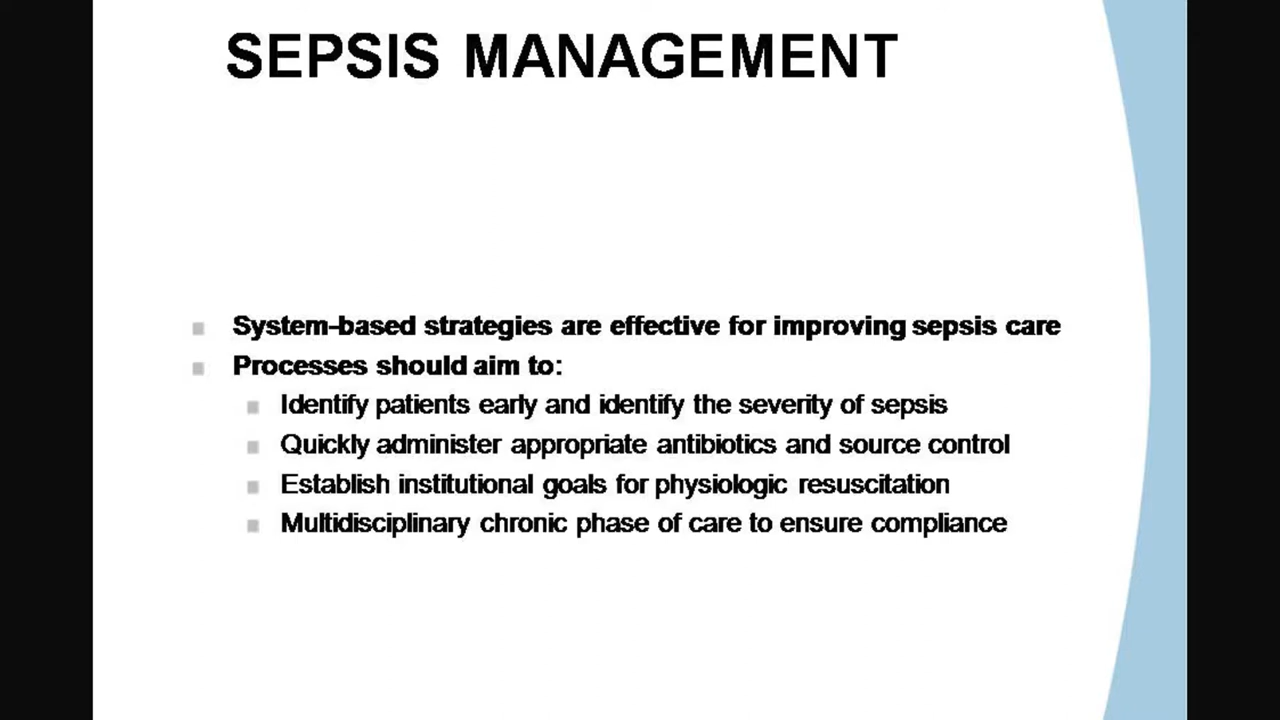 SEPSIS MANAGEMENT
System-based strategies are effective for improving sepsis care
Processes should aim to:
Identify patients early and identify the severity of sepsis
Quickly administer appropriate antibiotics and source control
Establish institutional goals for physiologic resuscitation
Multidisciplinary chronic phase of care to ensure compliance